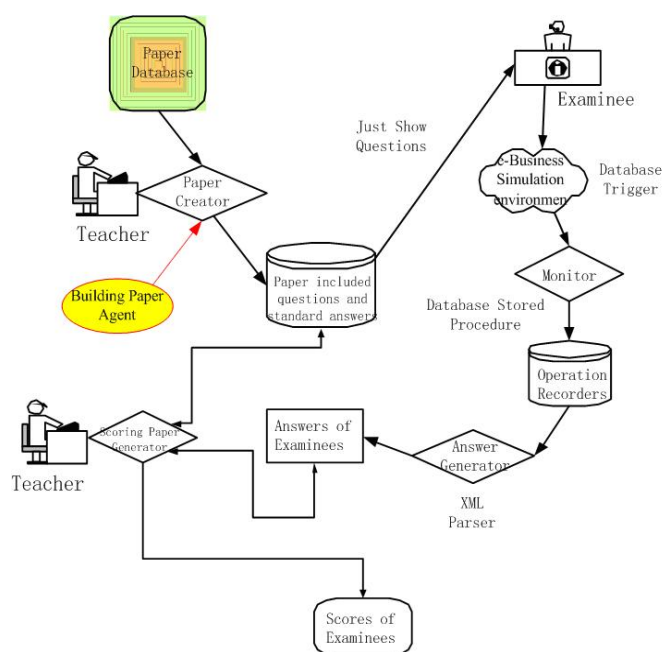 Paper
Database
Examinee
Just Show
Questions
e-Business
Simulation
environmen
Database
Trigger
Paper
Creator
Teacher
Building Paper
Agent
Paper included
questions and
standard answers
Monitor
Database Stored
Procedure
Operation
Recorders
Scoring Paper
Generator
Teacher
Answers of
Examinees
Answer
Generator
XML
Parser
Scores of
Examinees